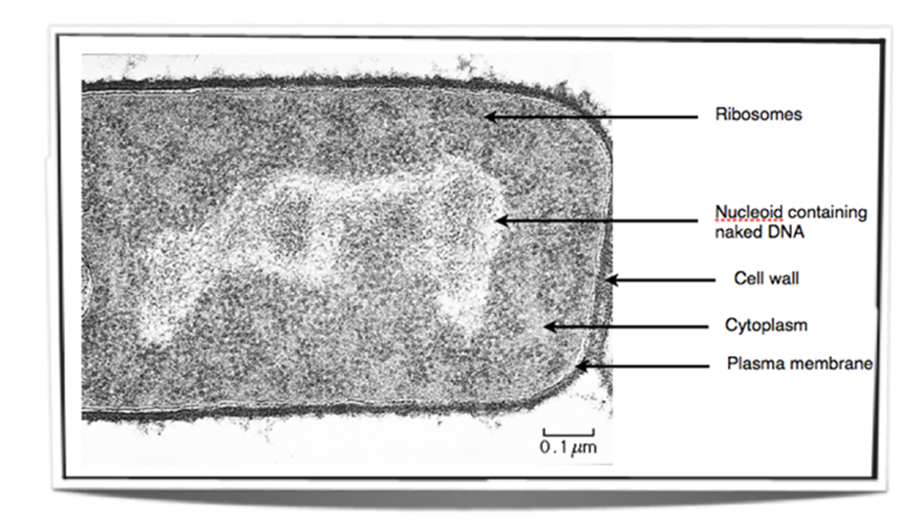 Ribosomes
Nucleoid containing
naked DNA
Cell wall
Cytoplasm
Plasma membrane
0.1 μm